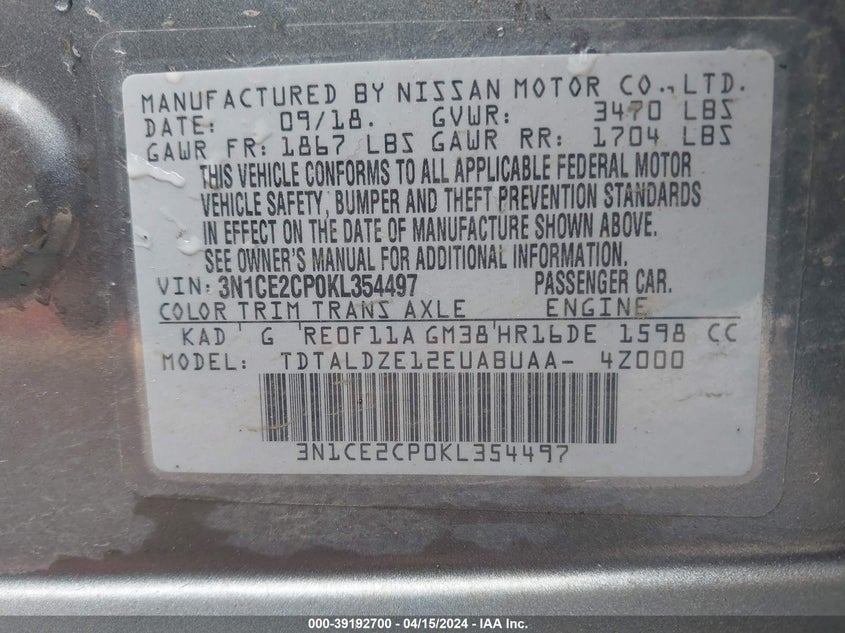 MANUFACTURED BY NISSAN MOTOR CO., LTD.
DATE: 09/18. GVWR: 3470 LBS
GAWR FR: 1867 LBS GAWR RR: 1704 LBS
THIS VEHICLE CONFORMS TO ALL APPLICABLE FEDERAL MOTOR
VEHICLE SAFETY, BUMPER AND THEFT PREVENTION STANDARDS
IN EFFECT ON THE DATE OF MANUFACTURE SHOWN ABOVE.
SEE OWNER'S MANUAL FOR ADDITIONAL INFORMATION.
VIN: 3N1CE2CP0KL354497 PASSENGER CAR.
COLOR TRIM TRANS AXLE ENGINE
KAD G RE0F11A GM38 HR16DE 1598 CC
MODEL: TDTALDZE12EUABUAA- 4Z000
3N1CE2CP0KL354497
000-39192700 - 04/15/2024 - IAA Inc.